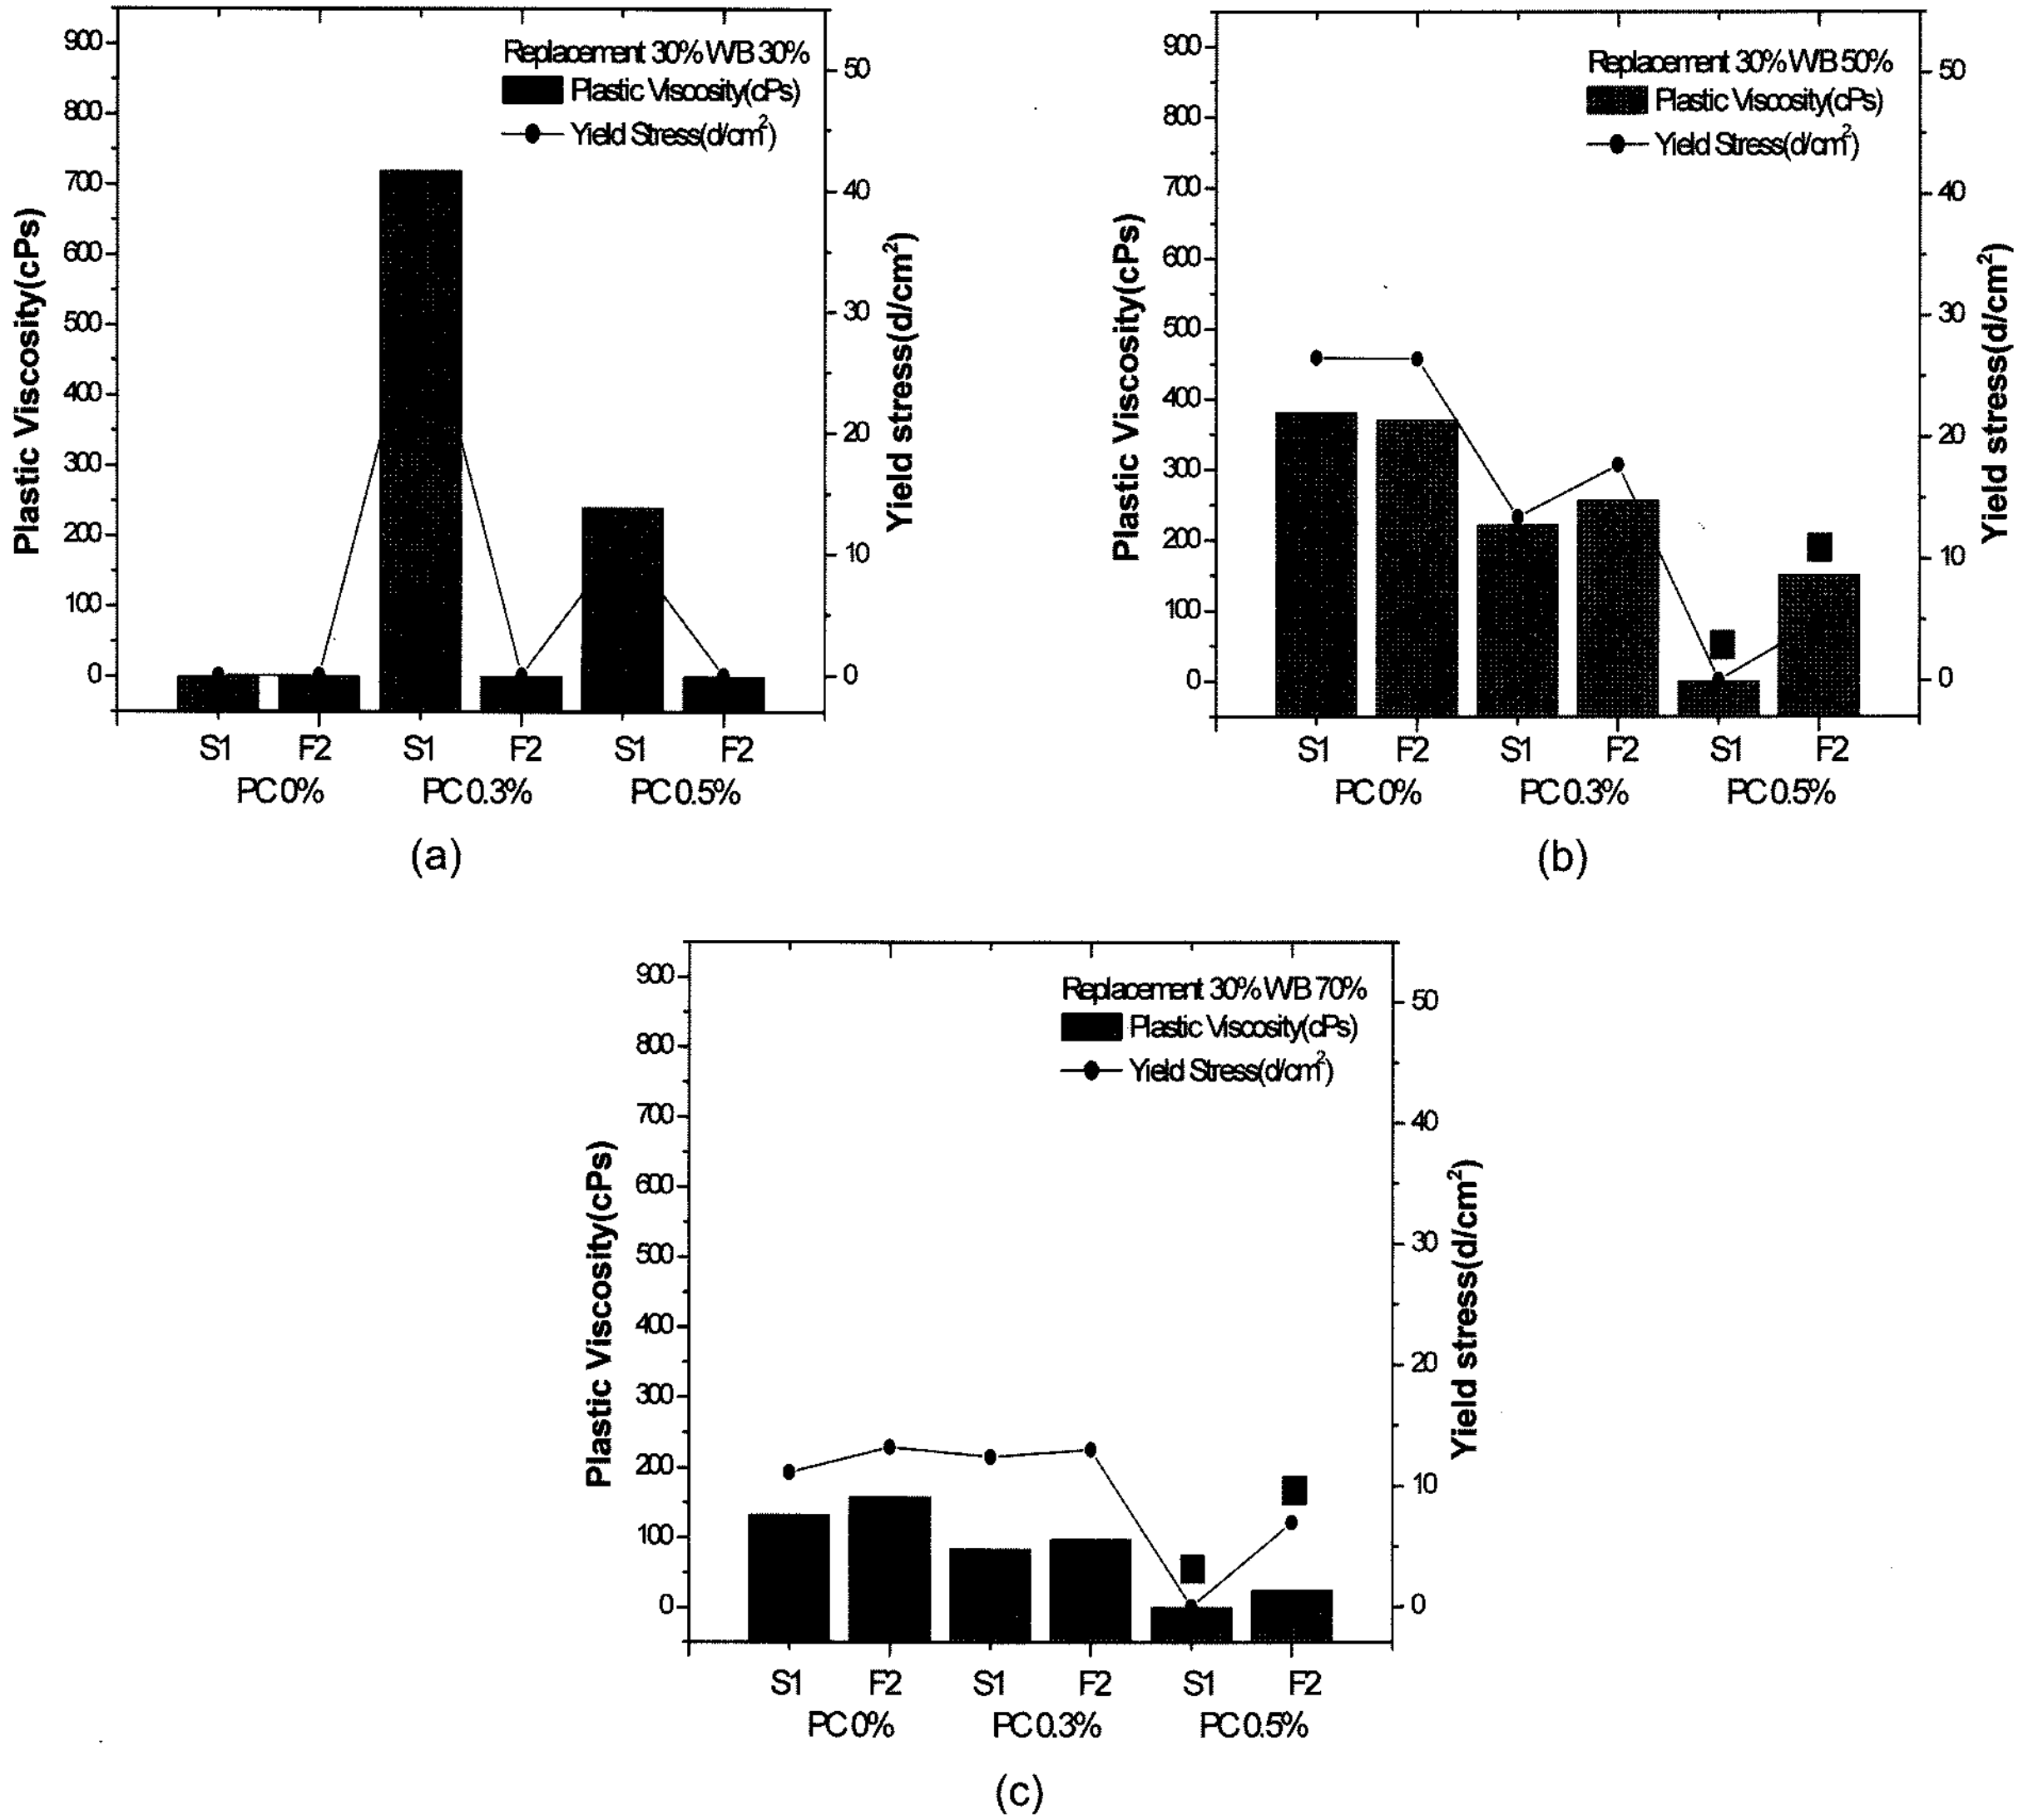 Replacement 30% W/B 30%
Plastic Viscosity(cPs)
Yield Stress(d/cm²)
900
800
700
600
500
400
300
200
100
0
Plastic Viscosity(cPs)
50
40
30
20
10
0
Yield stress(d/cm²)
S1 F2 S1 F2 S1 F2
PC 0% PC 0.3% PC 0.5%
(a)
Replacement 30% W/B 50%
Plastic Viscosity(cPs)
Yield Stress(d/cm²)
900
800
700
600
500
400
300
200
100
0
Plastic Viscosity(cPs)
50
40
30
20
10
0
Yield stress(d/cm²)
S1 F2 S1 F2 S1 F2
PC 0% PC 0.3% PC 0.5%
(b)
Replacement 30% W/B 70%
Plastic Viscosity(cPs)
Yield Stress(d/cm²)
900
800
700
600
500
400
300
200
100
0
Plastic Viscosity(cPs)
50
40
30
20
10
0
Yield stress(d/cm²)
S1 F2 S1 F2 S1 F2
PC 0% PC 0.3% PC 0.5%
(c)